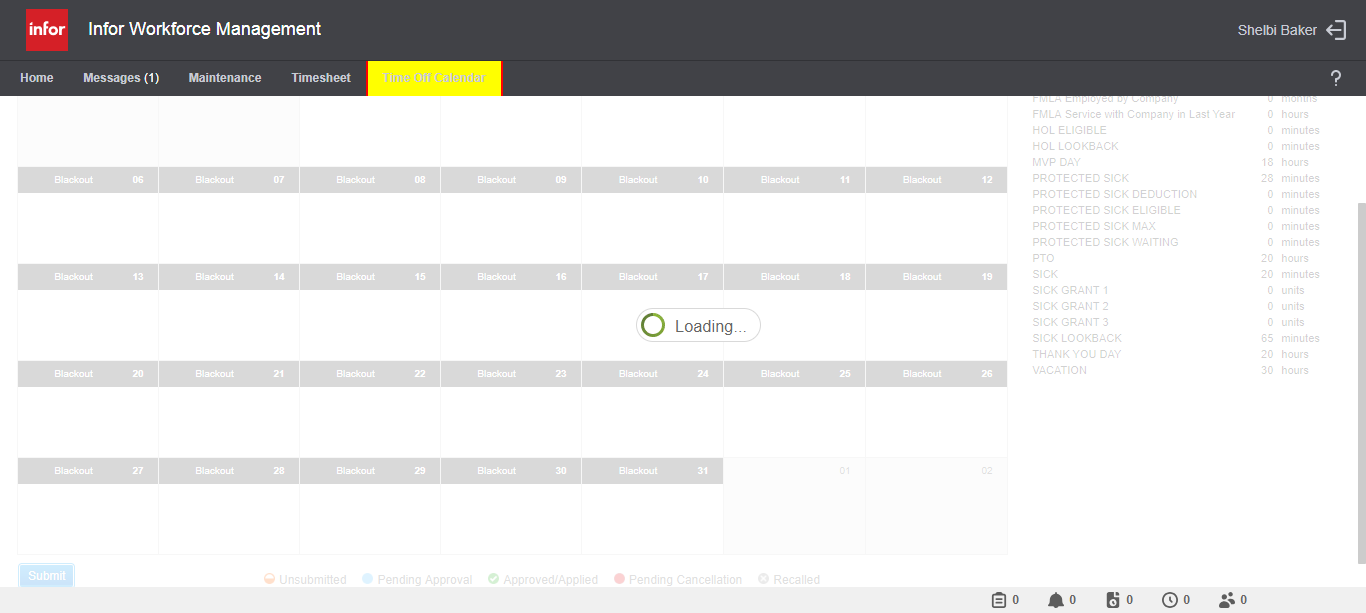 infor Infor Workforce Management
Shelbi Baker
Home Messages (1) Maintenance Timesheet Time Off Calendar ?
Blackout 06 Blackout 07 Blackout 08 Blackout 09 Blackout 10 Blackout 11 Blackout 12
Blackout 13 Blackout 14 Blackout 15 Blackout 16 Blackout 17 Blackout 18 Blackout 19
Loading...
Blackout 20 Blackout 21 Blackout 22 Blackout 23 Blackout 24 Blackout 25 Blackout 26
Blackout 27 Blackout 28 Blackout 29 Blackout 30 Blackout 31 01 02
FMLA Employed by Company 0 months
FMLA Service with Company in Last Year 0 hours
HOL ELIGIBLE 0 minutes
HOL LOOKBACK 0 minutes
MVP DAY 18 hours
PROTECTED SICK 28 minutes
PROTECTED SICK DEDUCTION 0 minutes
PROTECTED SICK ELIGIBLE 0 minutes
PROTECTED SICK MAX 0 minutes
PROTECTED SICK WAITING 0 minutes
PTO 20 hours
SICK 20 minutes
SICK GRANT 1 0 units
SICK GRANT 2 0 units
SICK GRANT 3 0 units
SICK LOOKBACK 65 minutes
THANK YOU DAY 20 hours
VACATION 30 hours
Submit
Unsubmitted Pending Approval Approved/Applied Pending Cancellation Recalled
0 0 0 0 0